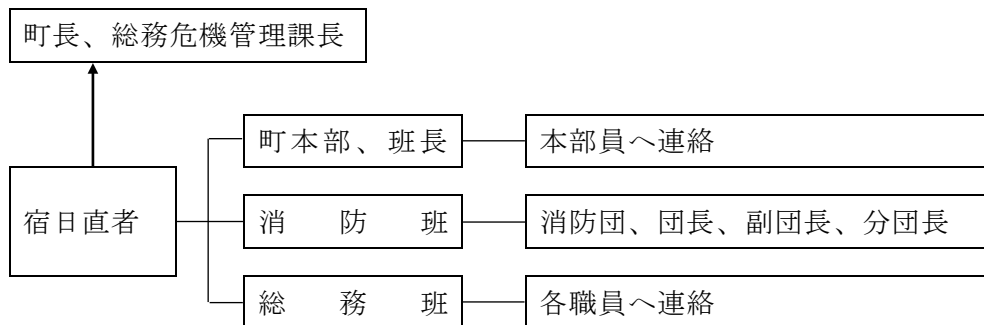 町長、総務危機管理課長
町本部、班長 本部員へ連絡
宿日直者 消防班 消防団、団長、副団長、分団長
総務班 各職員へ連絡